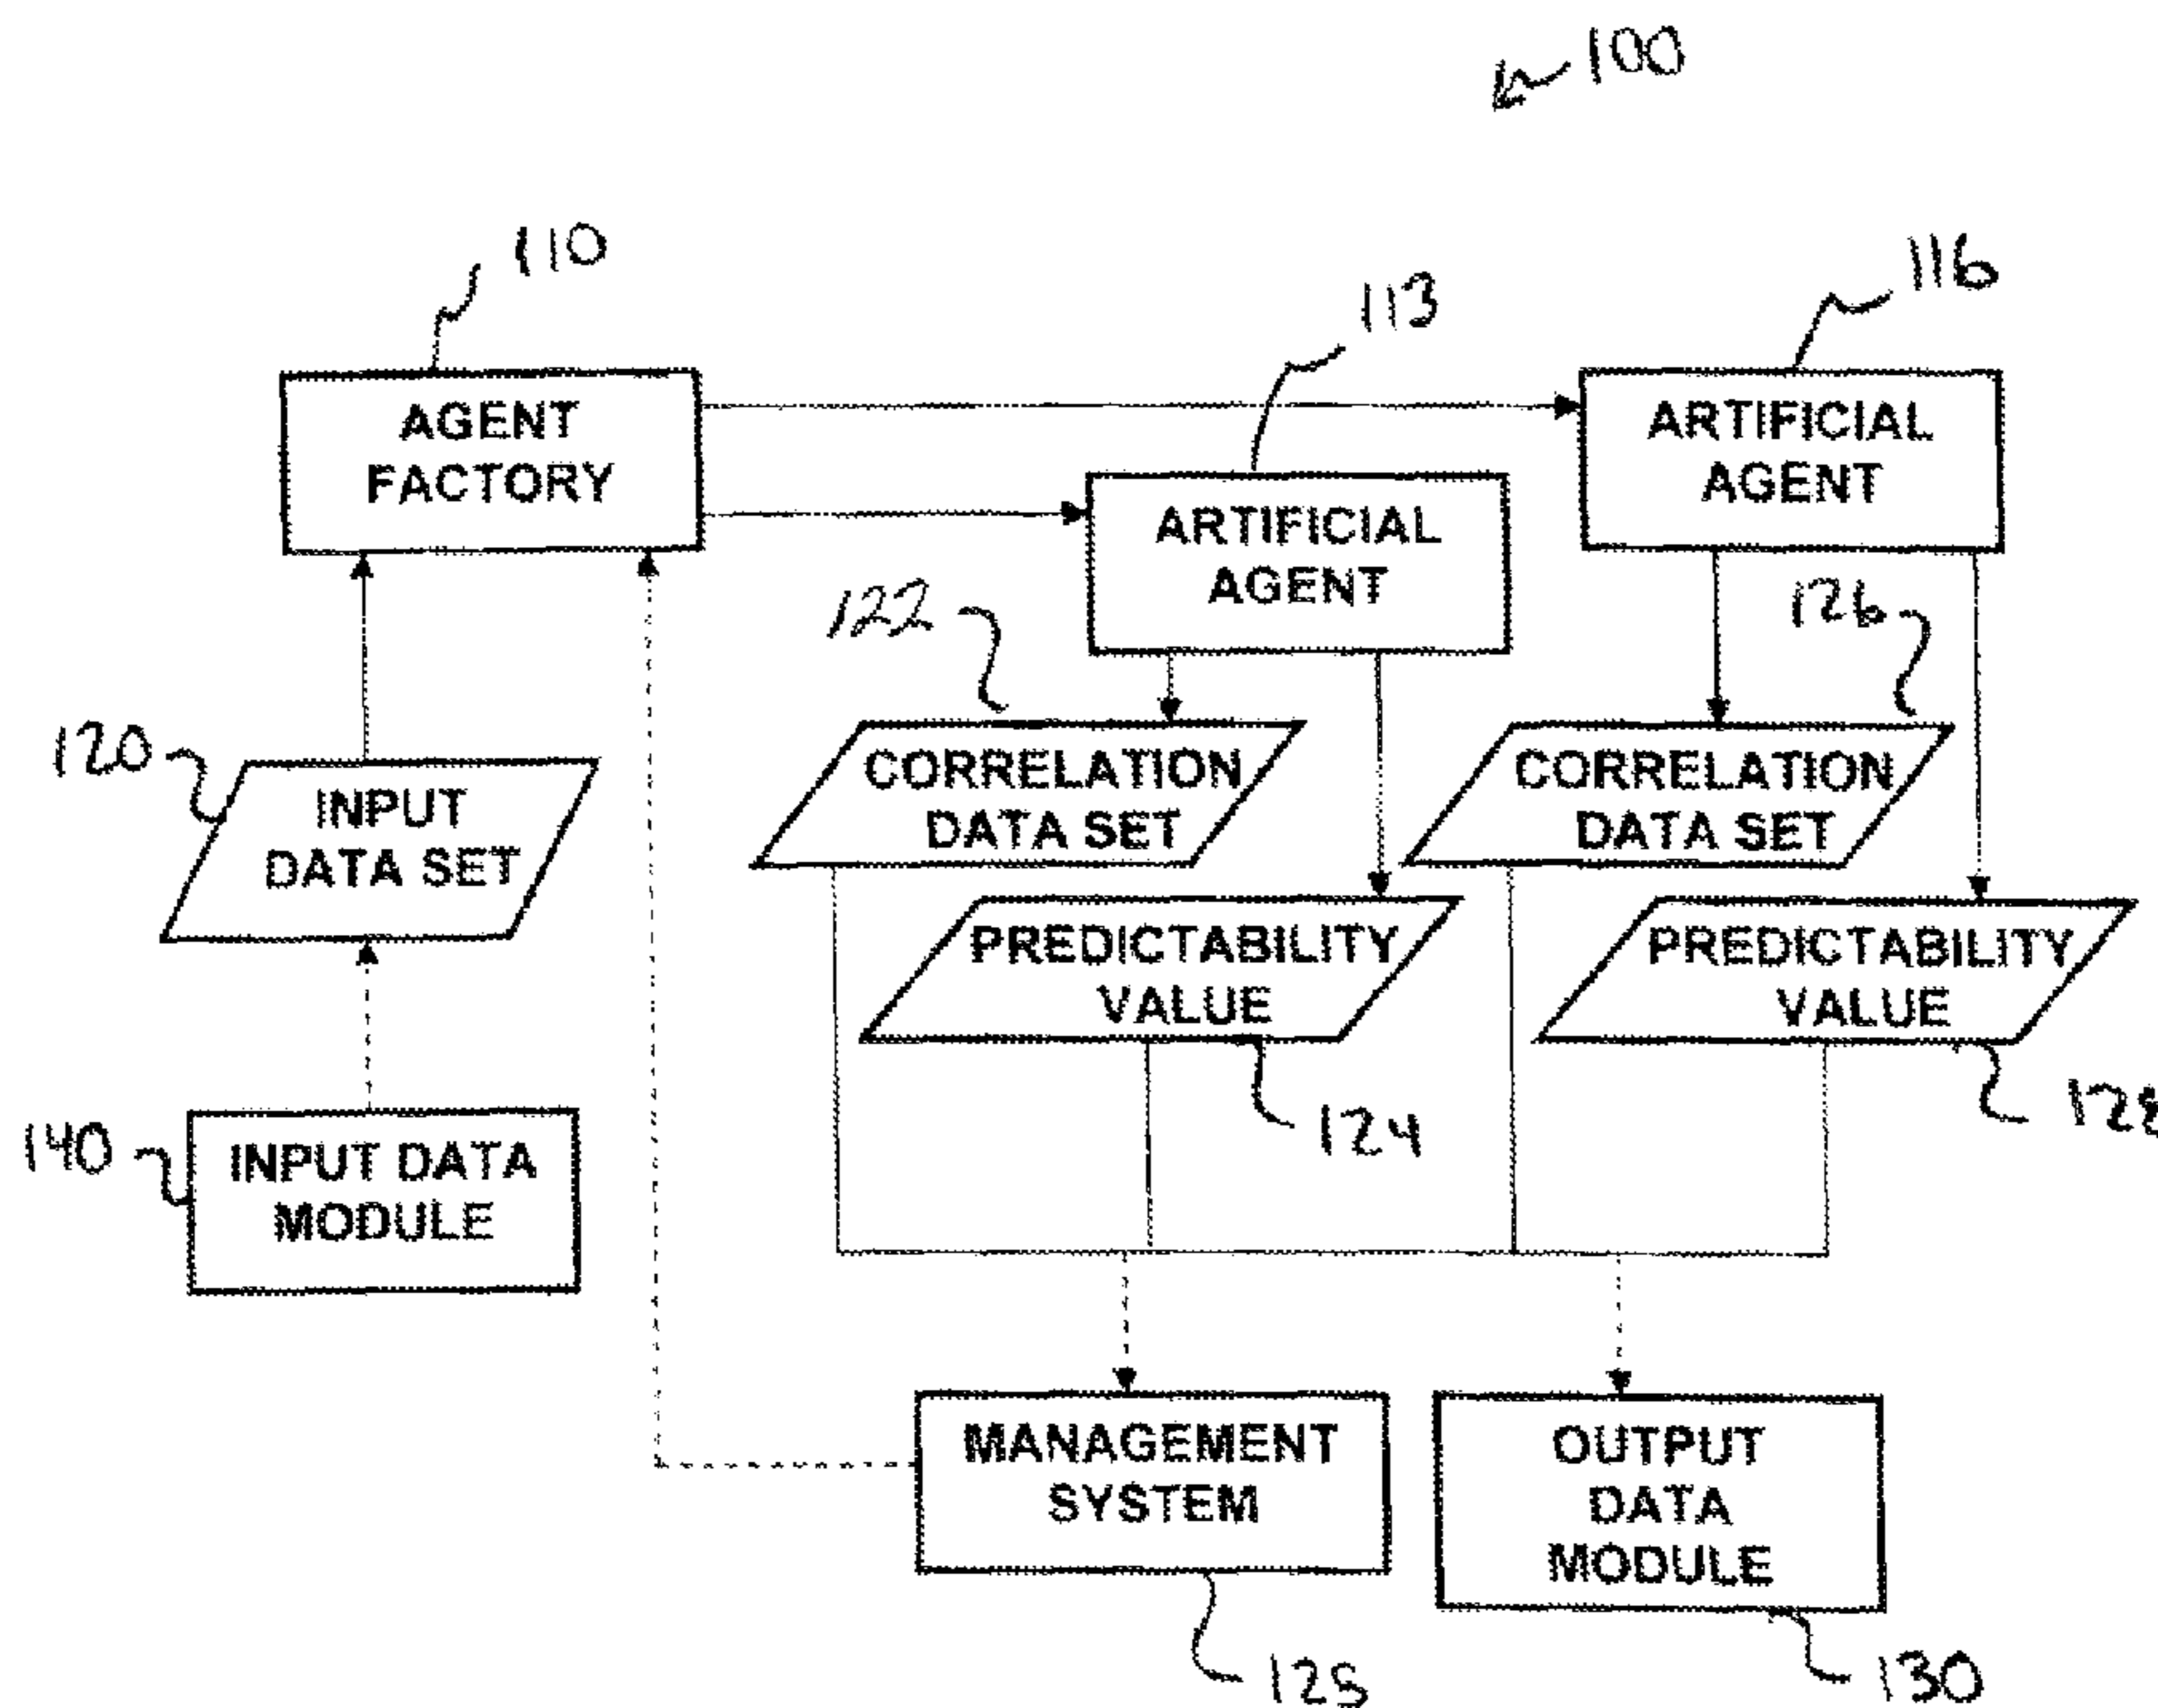 100
110
116
113
AGENT
FACTORY
ARTIFICIAL
AGENT
ARTIFICIAL
AGENT
122
126
120
INPUT
DATA SET
CORRELATION
DATA SET
CORRELATION
DATA SET
PREDICTABILITY
VALUE
PREDICTABILITY
VALUE
124
128
140
INPUT DATA
MODULE
MANAGEMENT
SYSTEM
OUTPUT
DATA
MODULE
125
130